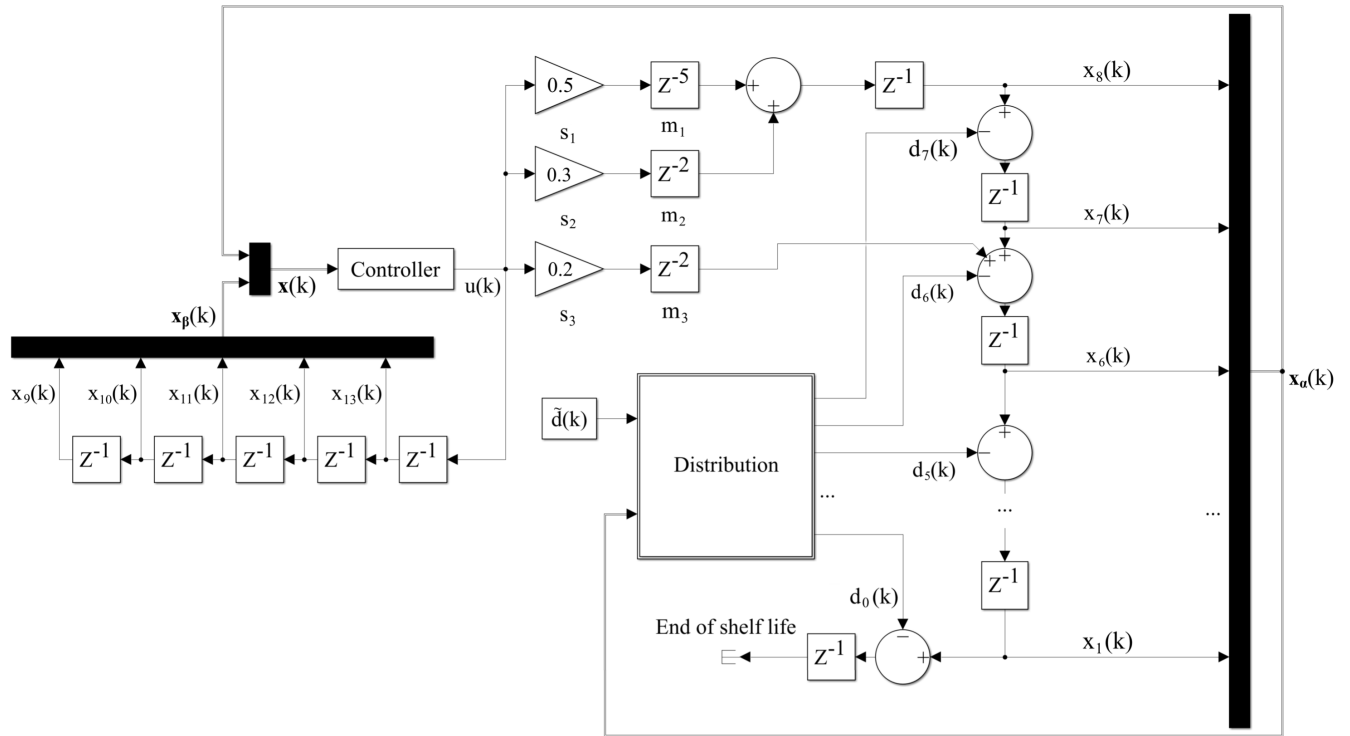 0.5
Z⁻⁵
+
+
Z⁻¹
x₈(k)
s₁
m₁
+
−
d₇(k)
0.3
Z⁻²
Z⁻¹
s₂
m₂
x₇(k)
Controller
x(k)
u(k)
0.2
Z⁻²
+
+
−
d₆(k)
s₃
m₃
x_β(k)
Z⁻¹
x₆(k)
x_α(k)
x₉(k)
x₁₀(k)
x₁₁(k)
x₁₂(k)
x₁₃(k)
d̃(k)
+
−
d₅(k)
Z⁻¹
Z⁻¹
Z⁻¹
Z⁻¹
Z⁻¹
Distribution
...
...
...
Z⁻¹
d₀(k)
End of shelf life
−
+
Z⁻¹
x₁(k)